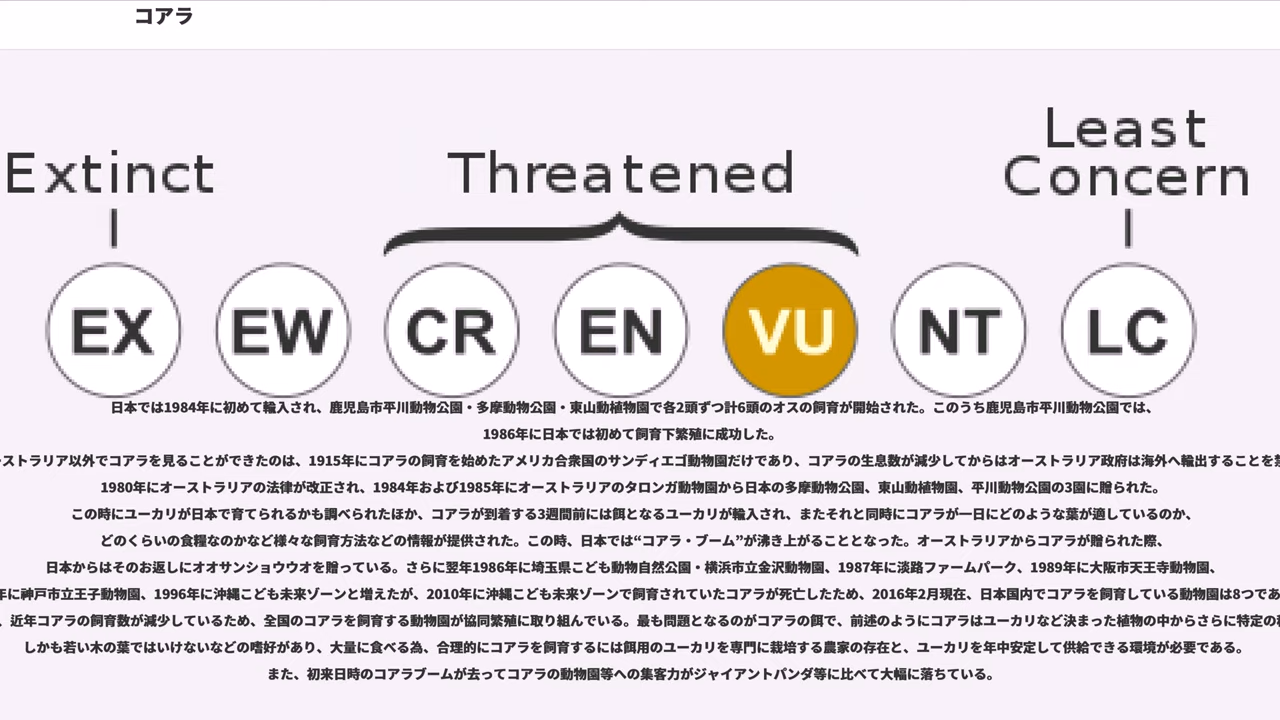 コアラ
Extinct
Threatened
Least
Concern
EX EW CR EN VU NT LC
日本では1984年に初めて輸入され、鹿児島市平川動物公園・多摩動物公園・東山動植物園で各2頭ずつ計6頭のオスの飼育が開始された。このうち鹿児島市平川動物公園では、
1986年に日本では初めて飼育下繁殖に成功した。
ストラリア以外でコアラを見ることができたのは、1915年にコアラの飼育を始めたアメリカ合衆国のサンディエゴ動物園だけであり、コアラの生息数が減少してからはオーストラリア政府は海外へ輸出することを
1980年にオーストラリアの法律が改正され、1984年および1985年にオーストラリアのタロンガ動物園から日本の多摩動物公園、東山動植物園、平川動物公園の3園に贈られた。
この時にユーカリが日本で育てられるかも調べられたほか、コアラが到着する3週間前には餌となるユーカリが輸入され、またそれと同時にコアラが一日にどのような葉が適しているのか、
どのくらいの食糧なのかなど様々な飼育方法などの情報が提供された。この時、日本では“コアラ・ブーム”が沸き上がることとなった。オーストラリアからコアラが贈られた際、
日本からはそのお返しにオオサンショウウオを贈っている。さらに翌年1986年に埼玉県こども動物自然公園・横浜市立金沢動物園、1987年に淡路ファームパーク、1989年に大阪市天王寺動物園、
年に神戸市立王子動物園、1996年に沖縄こども未来ゾーンと増えたが、2010年に沖縄こども未来ゾーンで飼育されていたコアラが死亡したため、2016年2月現在、日本国内でコアラを飼育している動物園は8つであ
、近年コアラの飼育数が減少しているため、全国のコアラを飼育する動物園が協同繁殖に取り組んでいる。最も問題となるのがコアラの餌で、前述のようにコアラはユーカリなど決まった植物の中からさらに特定の
しかも若い木の葉ではいけないなどの嗜好があり、大量に食べる為、合理的にコアラを飼育するには餌用のユーカリを専門に栽培する農家の存在と、ユーカリを年中安定して供給できる環境が必要である。
また、初来日時のコアラブームが去ってコアラの動物園等への集客力がジャイアントパンダ等に比べて大幅に落ちている。